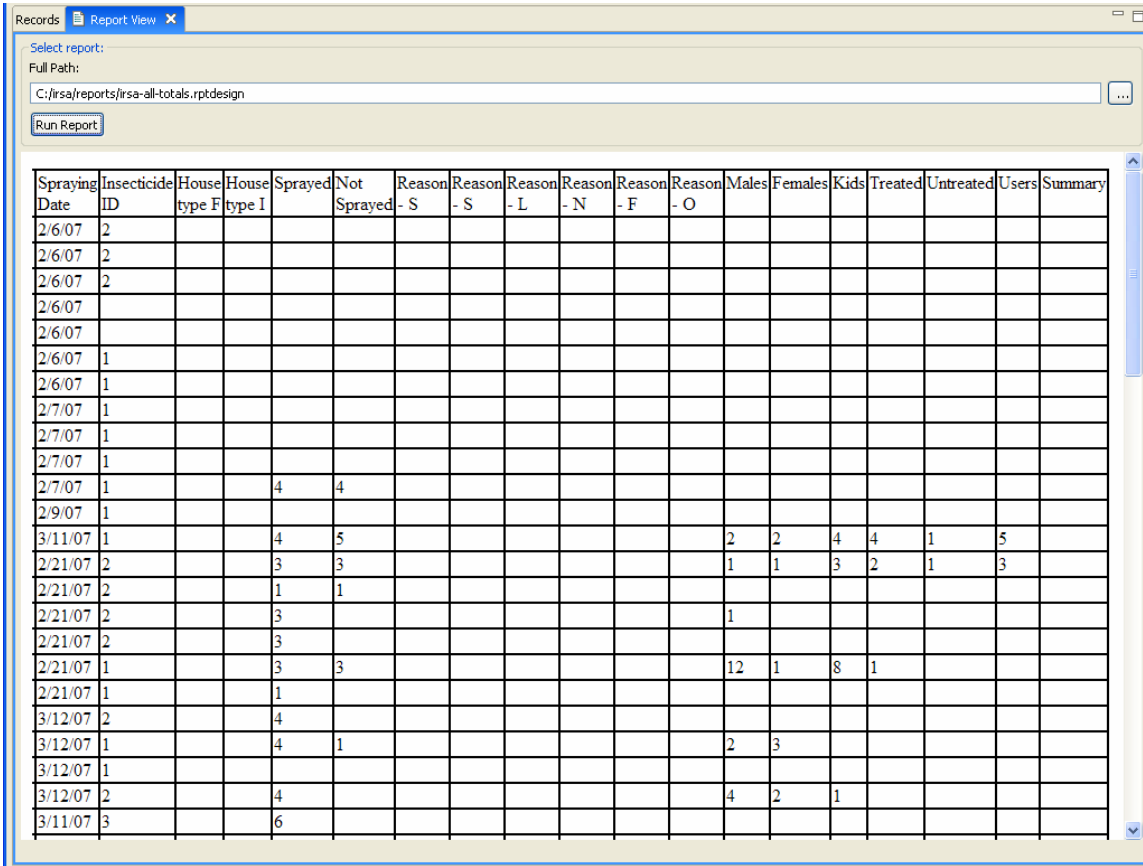 Records Report View
Select report:
Full Path:
C:/irsa/reports/irsa-all-totals.rptdesign
...
Run Report
Spraying Date Insecticide ID House type F House type I Sprayed Not Sprayed Reason - S Reason - S Reason - L Reason - N Reason - F Reason - O Males Females Kids Treated Untreated Users Summary
2/6/07 2
2/6/07 2
2/6/07 2
2/6/07
2/6/07
2/6/07 1
2/6/07 1
2/7/07 1
2/7/07 1
2/7/07 1
2/7/07 1 4 4
2/9/07 1
3/11/07 1 4 5 2 2 4 4 1 5
2/21/07 2 3 3 1 1 3 2 1 3
2/21/07 2 1 1
2/21/07 2 3 1
2/21/07 2 3
2/21/07 1 3 3 12 1 8 1
2/21/07 1 1
3/12/07 2 4
3/12/07 1 4 1 2 3
3/12/07 1
3/12/07 2 4 4 2 1
3/11/07 3 6